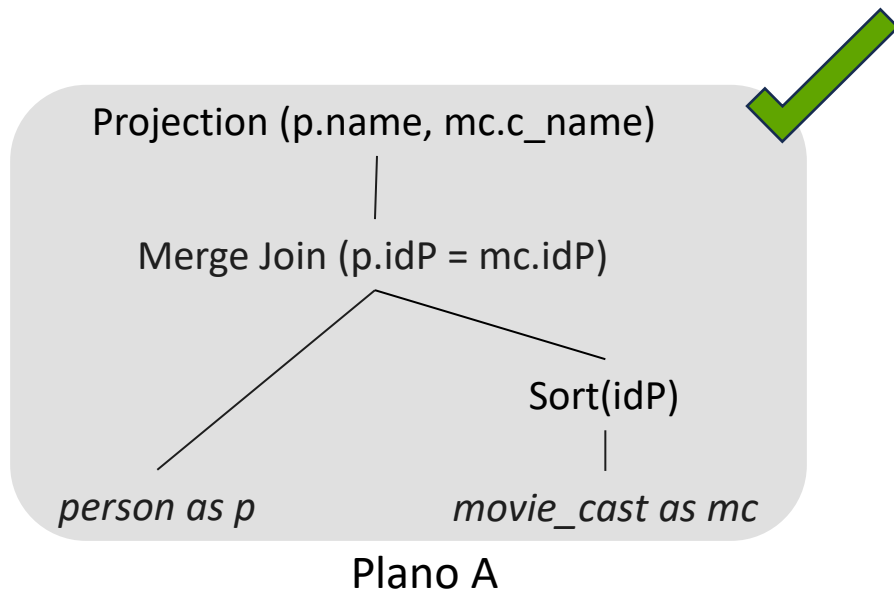 Projection (p.name, mc.c_name)
Merge Join (p.idP = mc.idP)
Sort(idP)
person as p
movie_cast as mc
Plano A